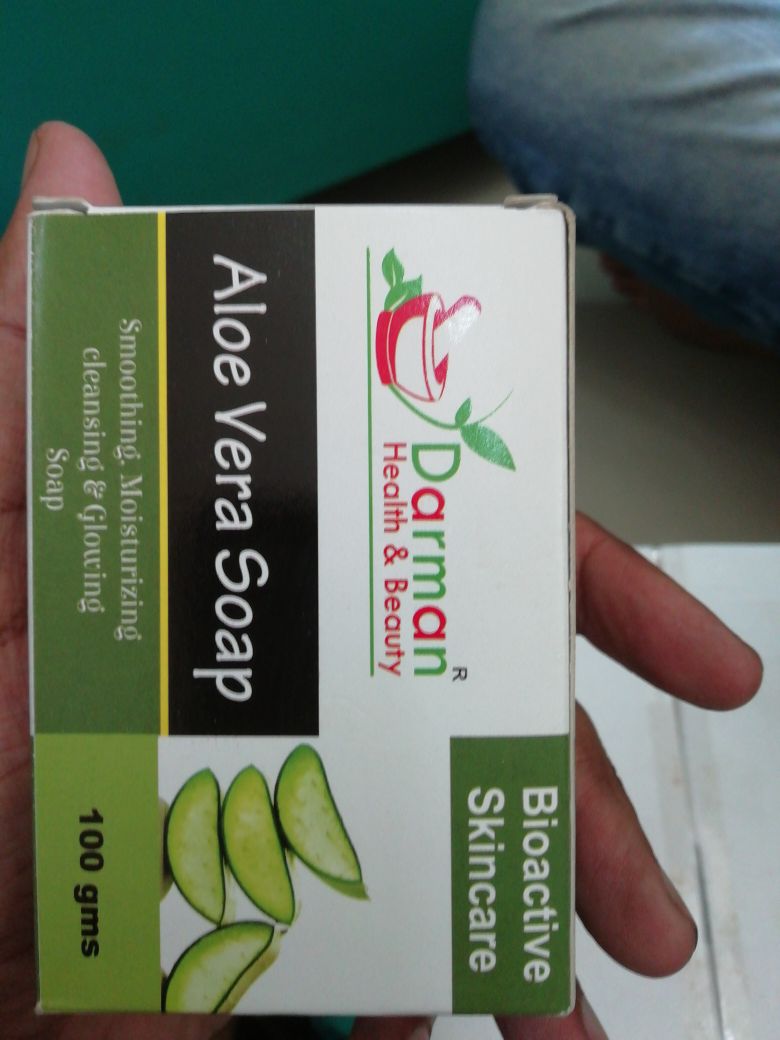 Darman R
Health & Beauty
Bioactive
Skincare
Aloe Vera Soap
Smoothing, Moisturizing
cleansing & Glowing
Soap
100 gms